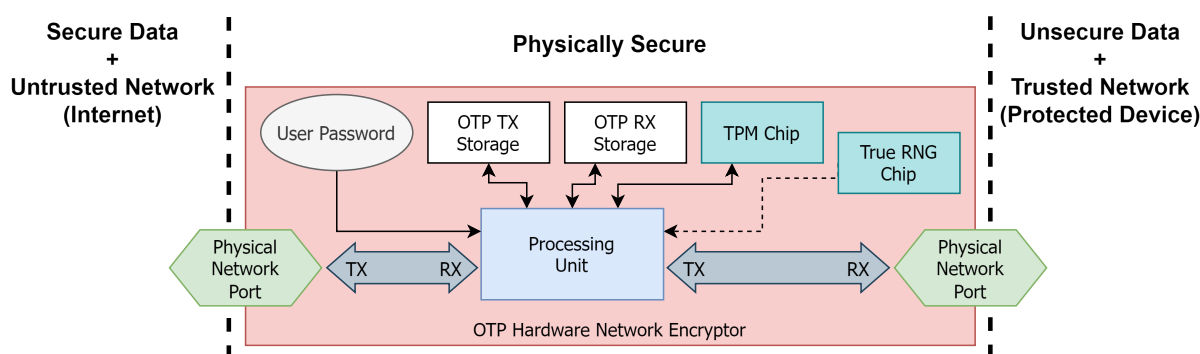 Secure Data
+
Untrusted Network
(Internet)
Physically Secure
Unsecure Data
+
Trusted Network
(Protected Device)
User Password
OTP TX
Storage
OTP RX
Storage
TPM Chip
True RNG
Chip
Physical
Network
Port
TX
RX
Processing
Unit
TX
RX
Physical
Network
Port
OTP Hardware Network Encryptor